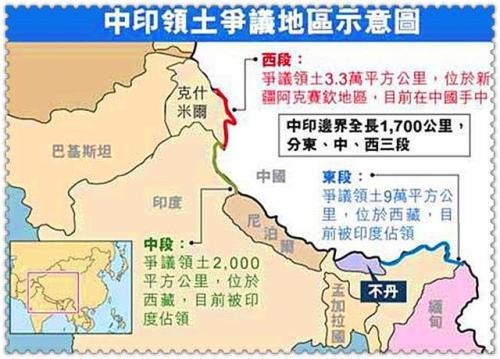 中印領土爭議地區示意圖
西段：
爭議領土3.3萬平方公里，位於新
疆阿克賽欽地區，目前在中國手中
克什
米爾
中印邊界全長1,700公里，
分東、中、西三段
巴基斯坦
中國
東段：
爭議領土9萬平方公
里，位於西藏，目
前被印度佔領
印度
尼泊爾
中段：
爭議領土2,000
平方公里，位於
西藏，目前被印
度佔領
不丹
孟加拉國
緬甸